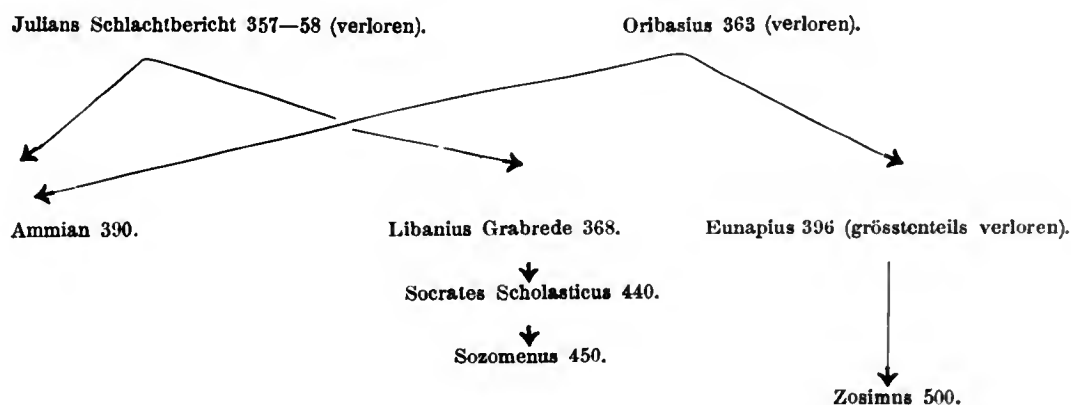 Julians Schlachtbericht 357—58 (verloren). Oribasius 363 (verloren).
Ammian 390. Libanius Grabrede 368. Eunapius 396 (grösstenteils verloren).
Socrates Scholasticus 440.
Sozomenus 450.
Zosimus 500.